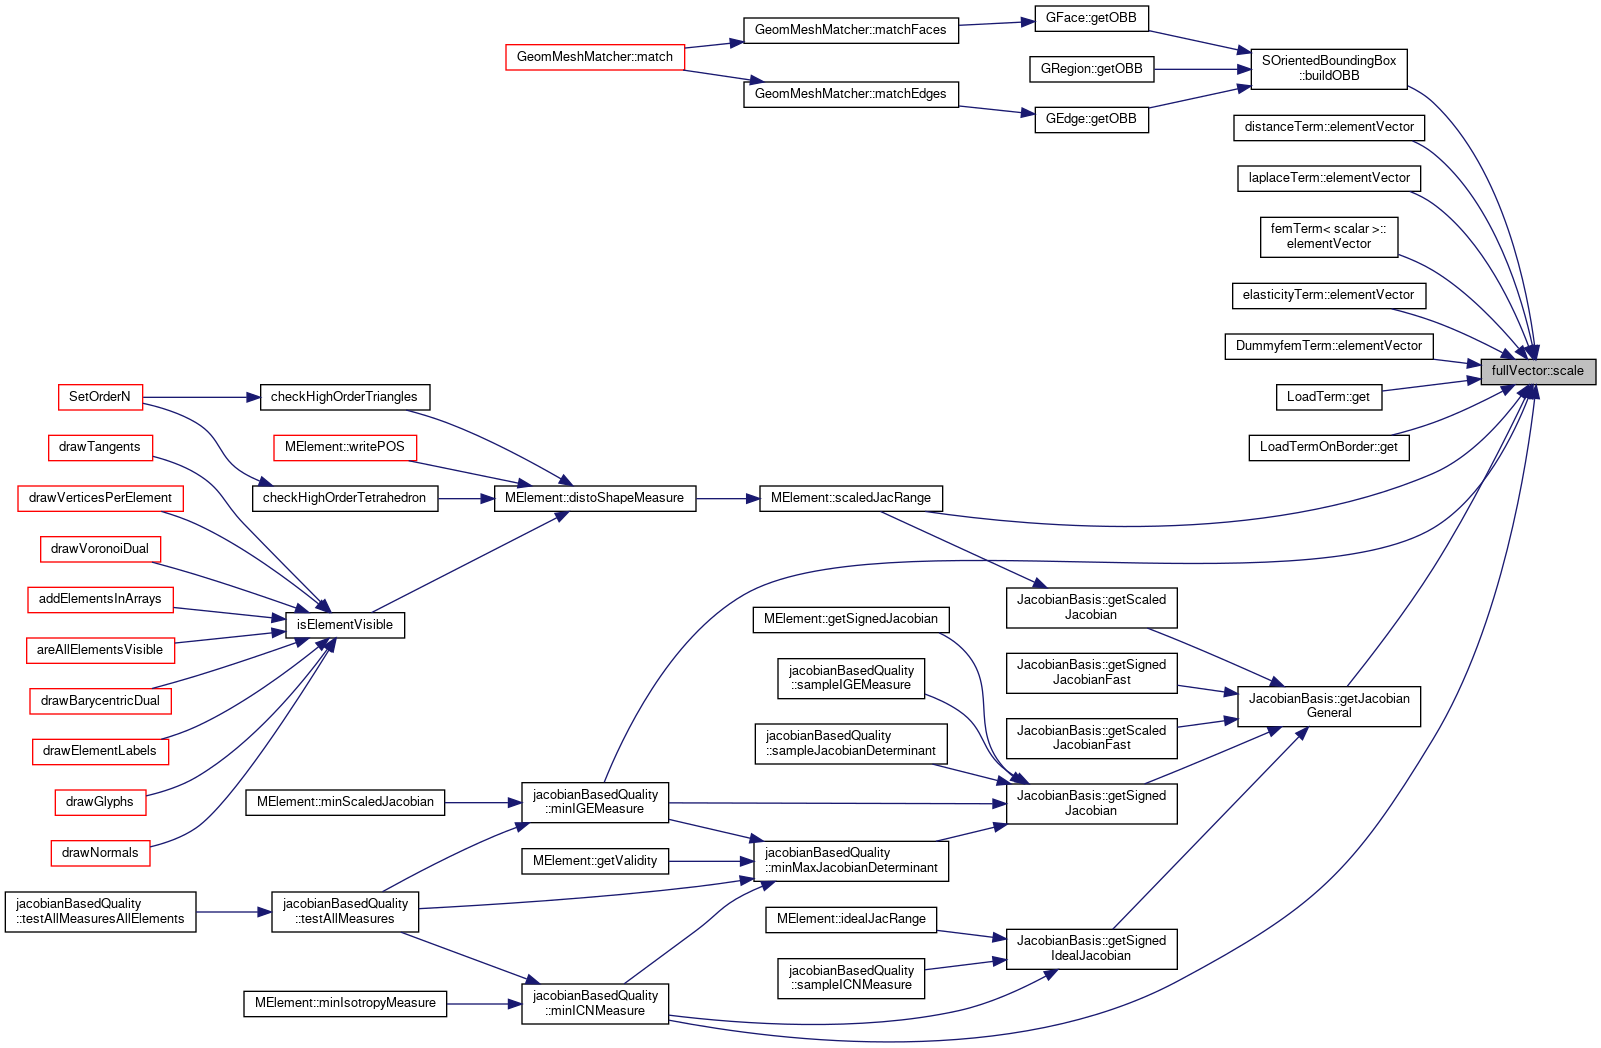 GeomMeshMatcher::match
GeomMeshMatcher::matchFaces
GeomMeshMatcher::matchEdges
GFace::getOBB
GRegion::getOBB
GEdge::getOBB
SOrientedBoundingBox
::buildOBB
distanceTerm::elementVector
laplaceTerm::elementVector
femTerm< scalar >::
elementVector
elasticityTerm::elementVector
DummyfemTerm::elementVector
LoadTerm::get
LoadTermOnBorder::get
fullVector::scale
SetOrderN
drawTangents
drawVerticesPerElement
drawVoronoiDual
addElementsInArrays
areAllElementsVisible
drawBarycentricDual
drawElementLabels
drawGlyphs
drawNormals
checkHighOrderTriangles
MElement::writePOS
checkHighOrderTetrahedron
isElementVisible
MElement::distoShapeMeasure
MElement::scaledJacRange
JacobianBasis::getScaled
Jacobian
JacobianBasis::getSigned
JacobianFast
JacobianBasis::getScaled
JacobianFast
JacobianBasis::getSigned
Jacobian
JacobianBasis::getJacobian
General
MElement::getSignedJacobian
jacobianBasedQuality
::sampleIGEMeasure
jacobianBasedQuality
::sampleJacobianDeterminant
MElement::minScaledJacobian
jacobianBasedQuality
::minIGEMeasure
MElement::getValidity
jacobianBasedQuality
::minMaxJacobianDeterminant
jacobianBasedQuality
::testAllMeasuresAllElements
jacobianBasedQuality
::testAllMeasures
MElement::idealJacRange
jacobianBasedQuality
::sampleICNMeasure
JacobianBasis::getSigned
IdealJacobian
MElement::minIsotropyMeasure
jacobianBasedQuality
::minICNMeasure